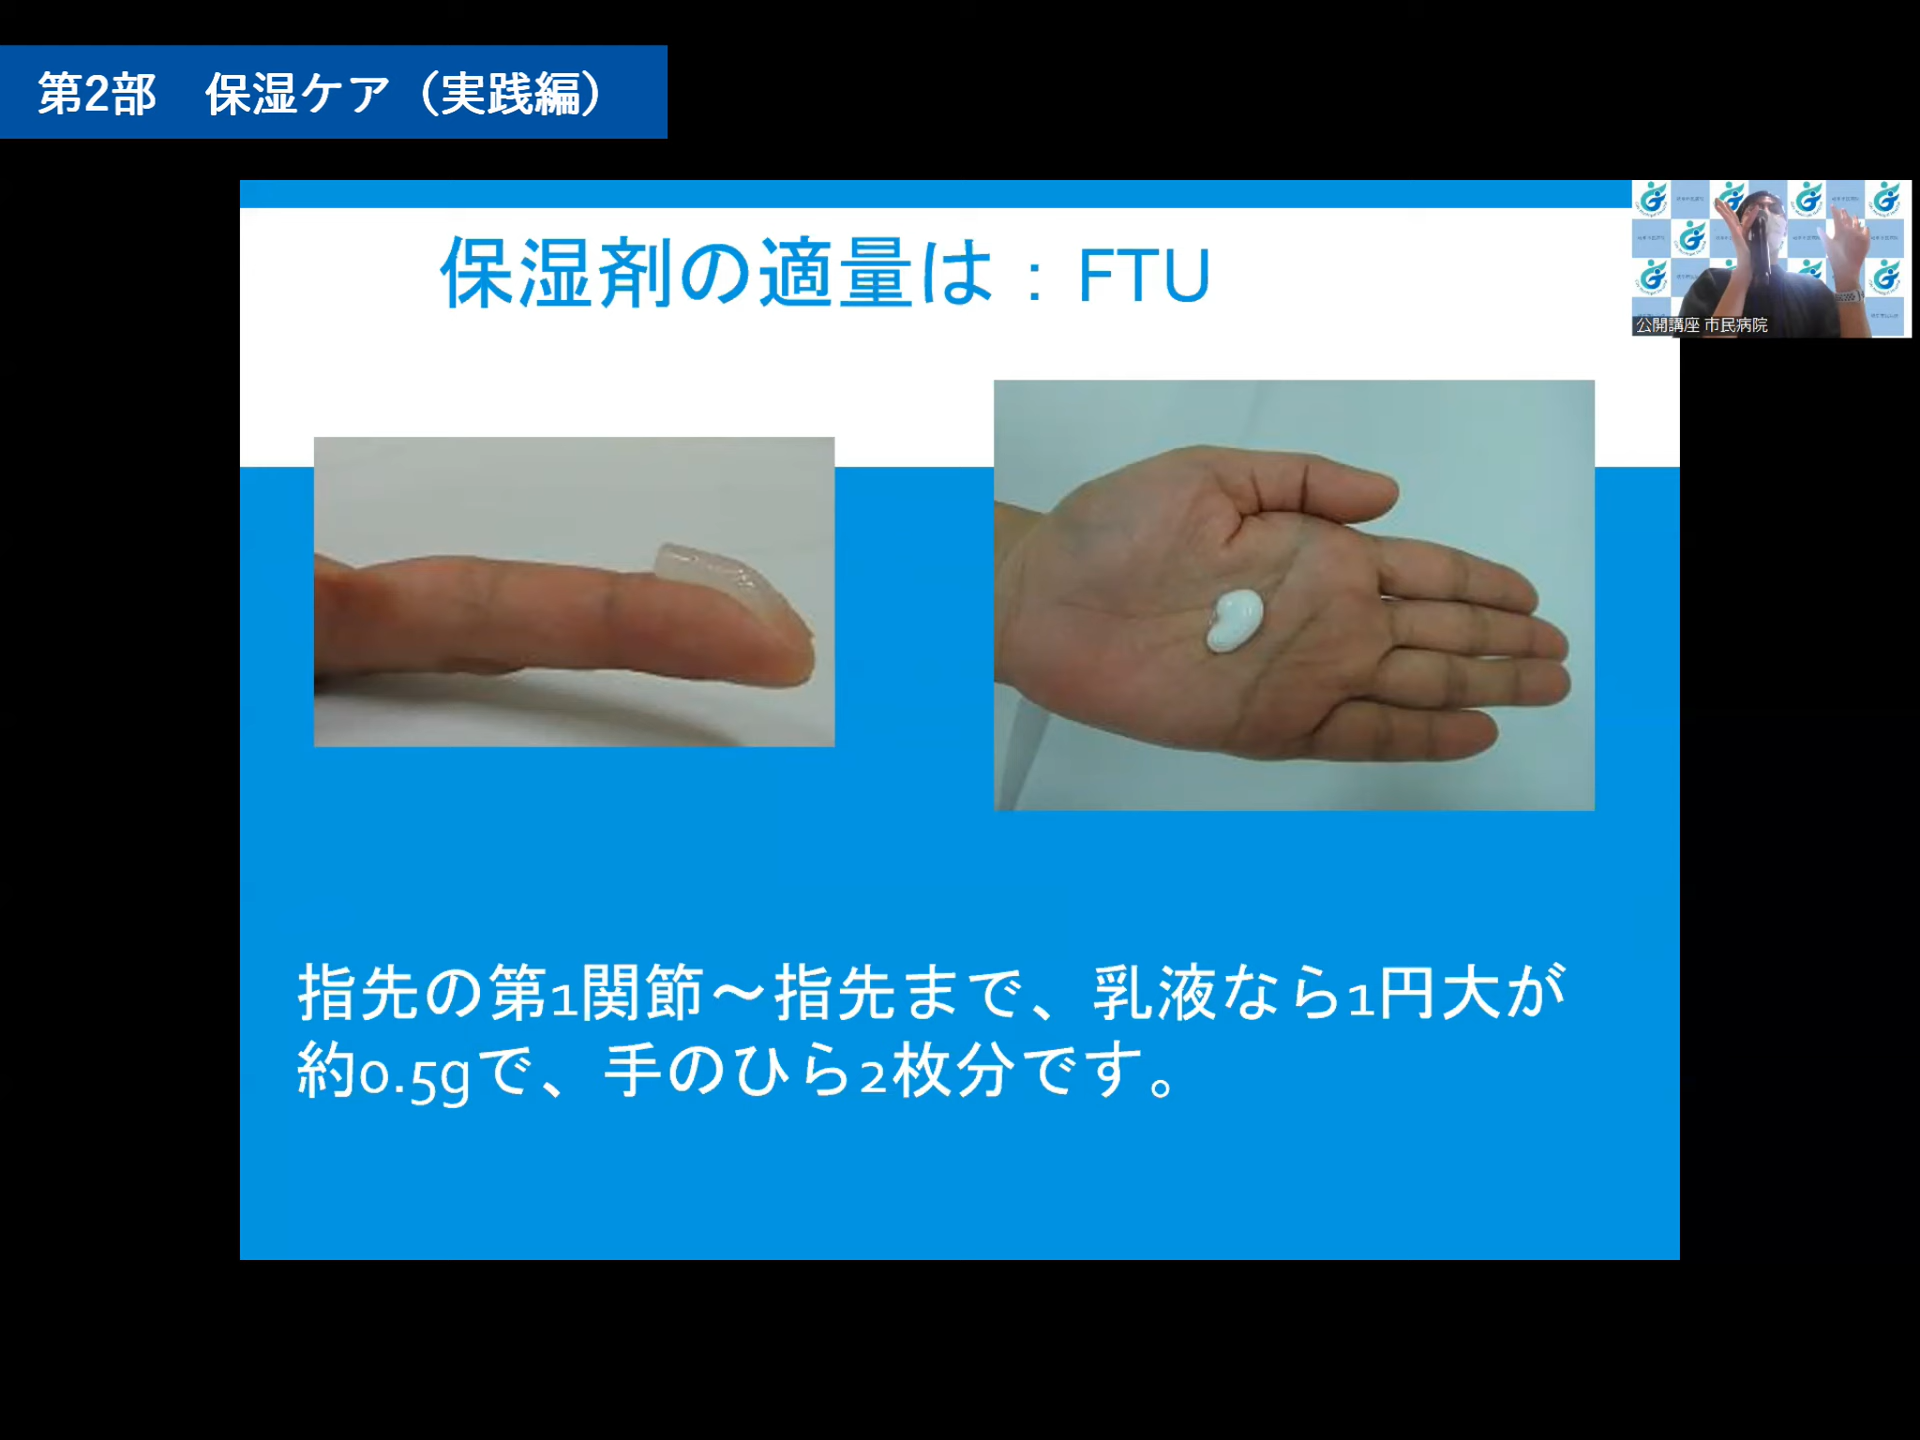 第2部　保湿ケア（実践編）
保湿剤の適量は：FTU
公開講座 市民病院
指先の第1関節～指先まで、乳液なら1円大が
約0.5gで、手のひら2枚分です。